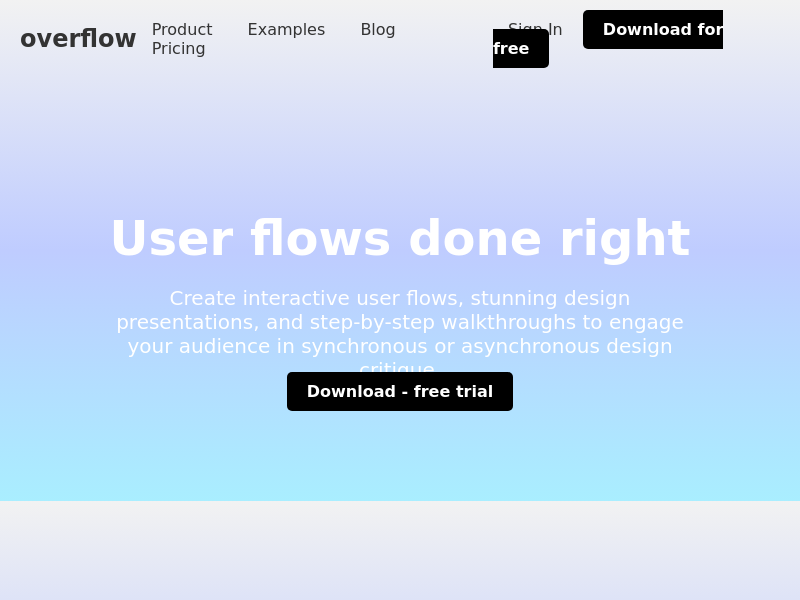 overflow
Product Examples Blog
Pricing
Sign In Download for
free
User flows done right
Create interactive user flows, stunning design
presentations, and step-by-step walkthroughs to engage
your audience in synchronous or asynchronous design
critique.
Download - free trial